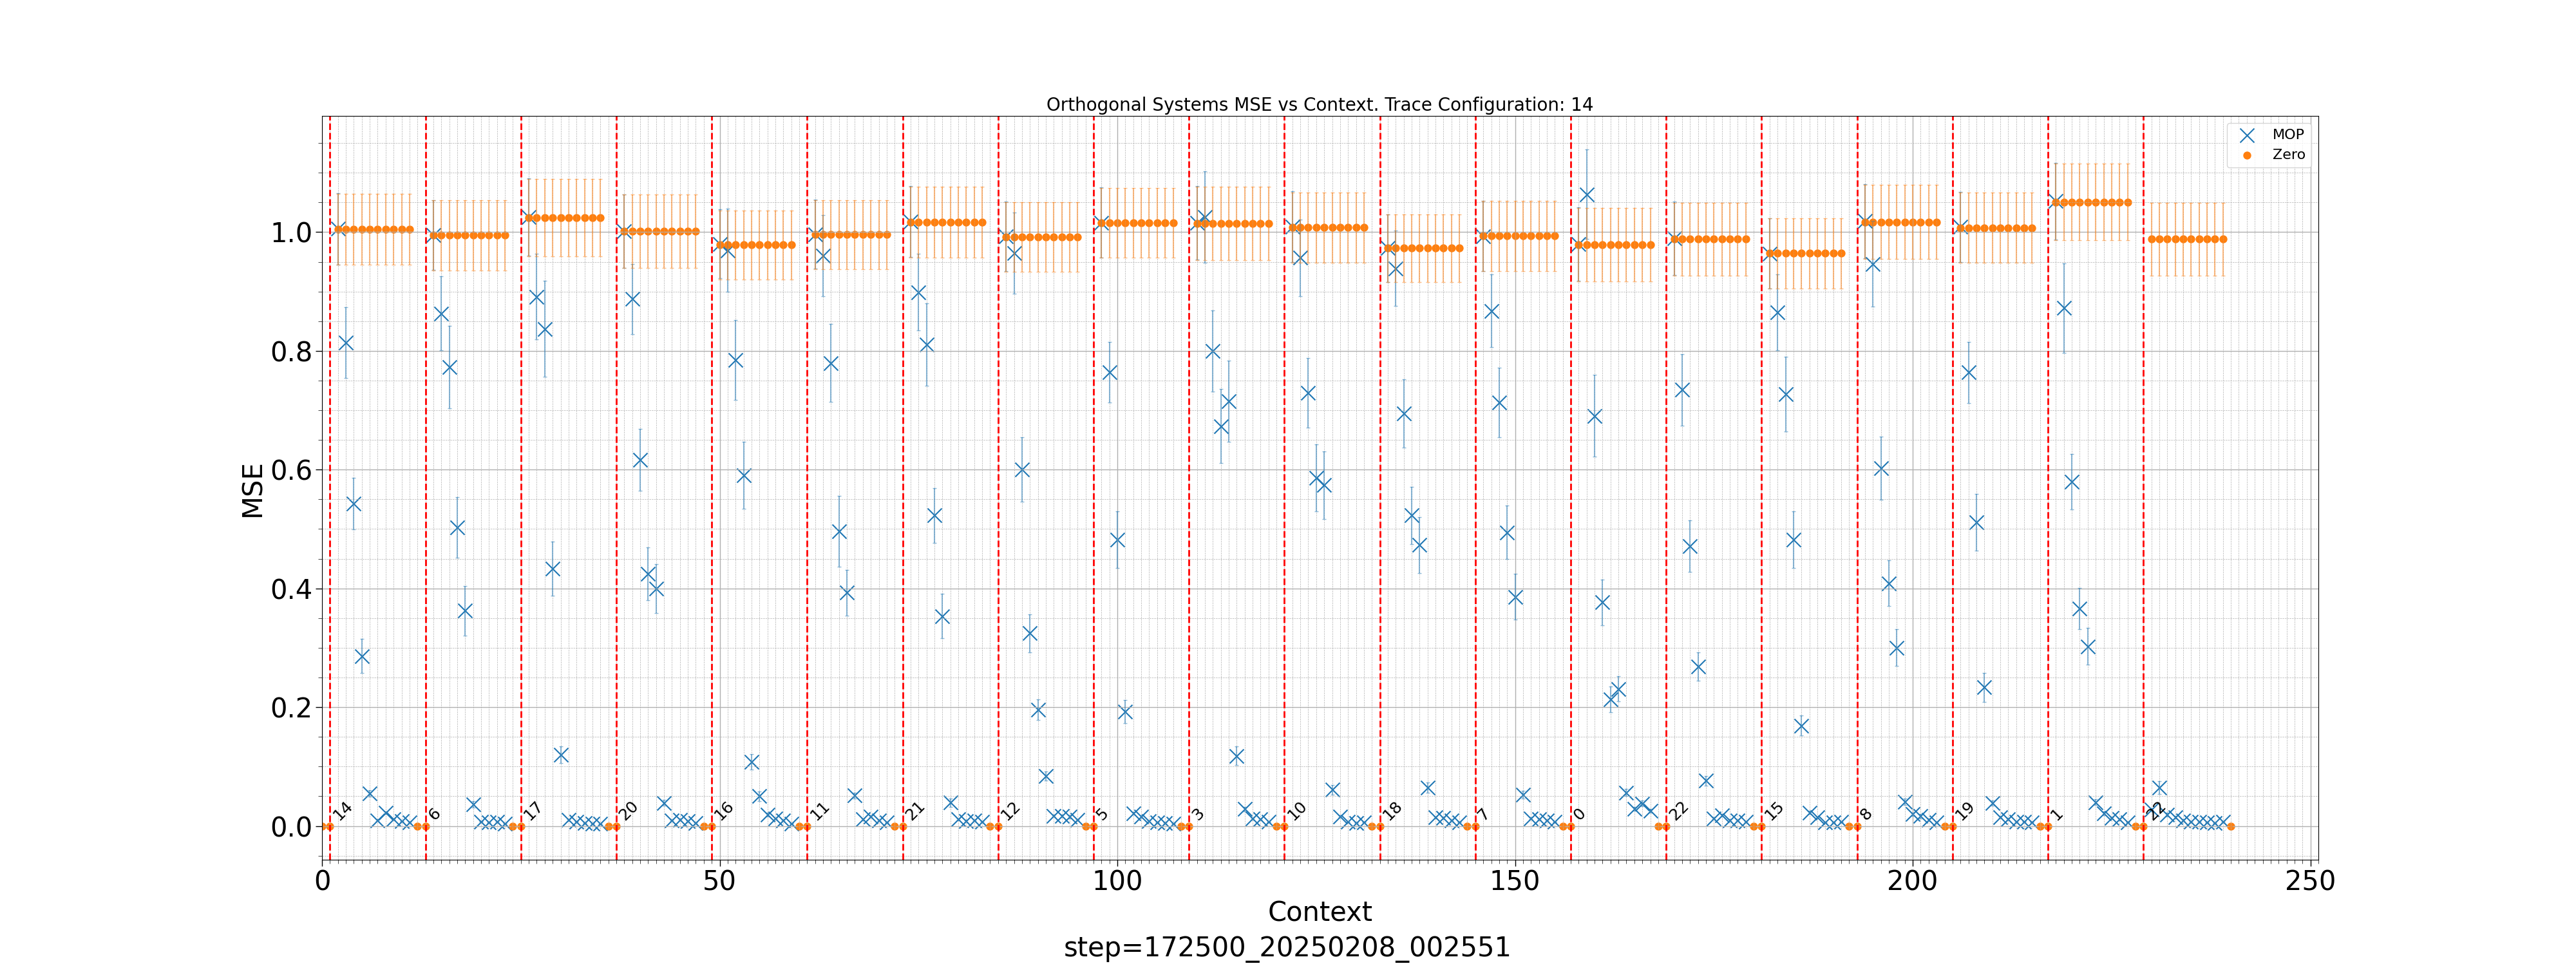 Orthogonal Systems MSE vs Context. Trace Configuration: 14
MOP
Zero
MSE
1.0
0.8
0.6
0.4
0.2
0.0
14 6 17 20 16 11 21 12 5 3 10 18 7 0 22 15 8 19 1 22
0 50 100 150 200 250
Context
step=172500_20250208_002551